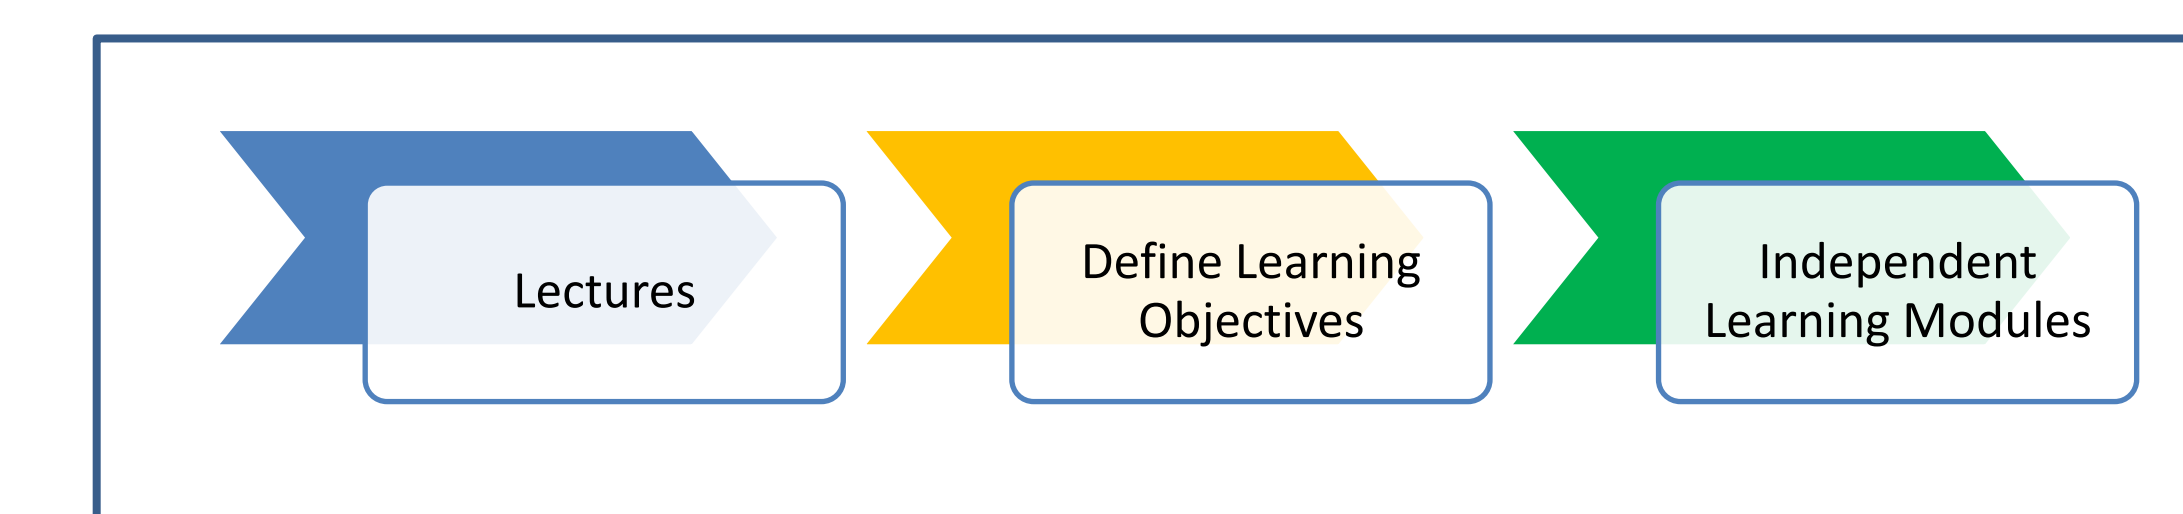 Lectures
Define Learning
Objectives
Independent
Learning Modules